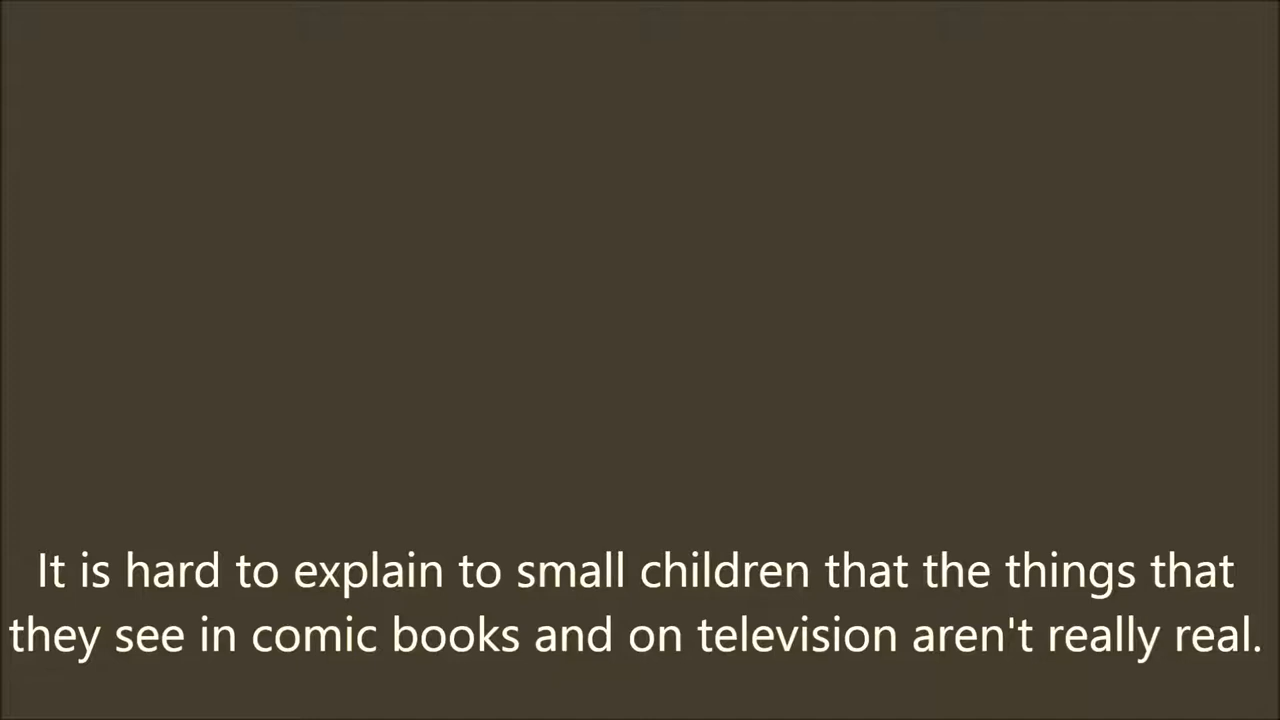 It is hard to explain to small children that the things that
they see in comic books and on television aren't really real.